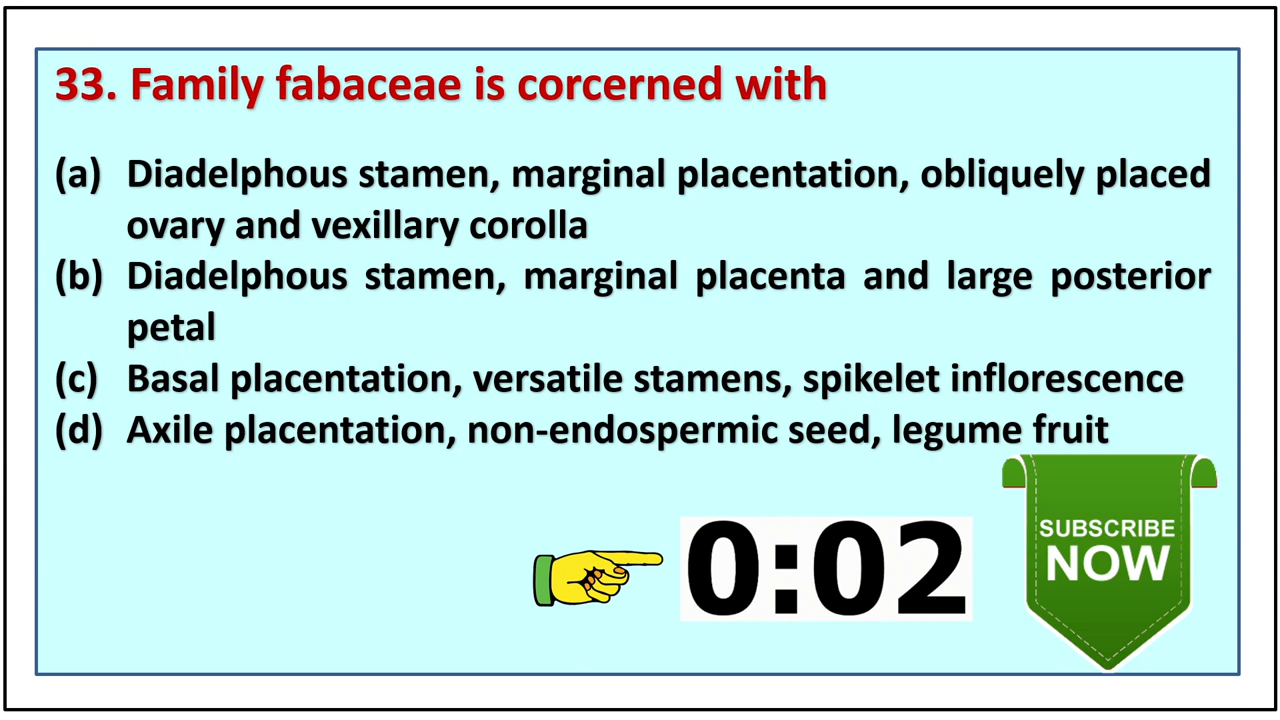 33. Family fabaceae is corcerned with
(a) Diadelphous stamen, marginal placentation, obliquely placed
ovary and vexillary corolla
(b) Diadelphous stamen, marginal placenta and large posterior
petal
(c) Basal placentation, versatile stamens, spikelet inflorescence
(d) Axile placentation, non-endospermic seed, legume fruit
0:02
SUBSCRIBE
NOW